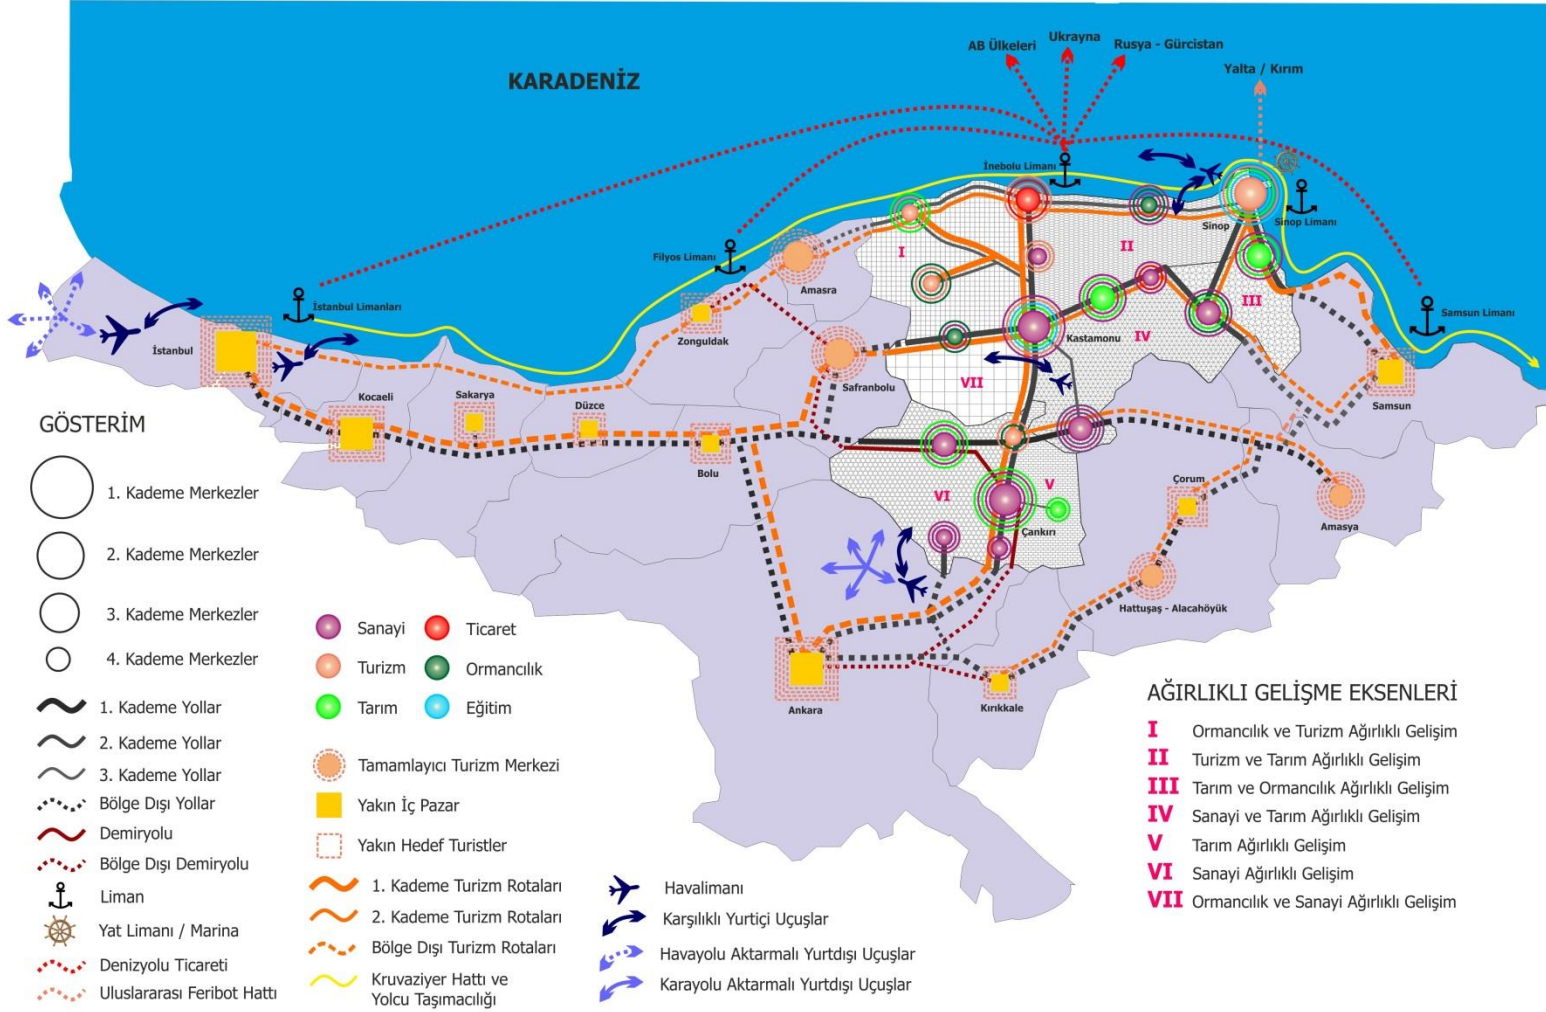 AB Ülkeleri
Ukrayna
Rusya - Gürcistan
Yalta / Kırım
KARADENİZ
İnebolu Limanı
Sinop
Sinop Limanı
Filyos Limanı
Amasra
İstanbul Limanları
Samsun Limanı
İstanbul
Zonguldak
Safranbolu
Kastamonu
Samsun
Kocaeli
Sakarya
Düzce
Bolu
Çankırı
Çorum
Amasya
Hattuşaş - Alacahöyük
Ankara
Kırıkkale
I
II
III
IV
VII
VI
V
GÖSTERİM
1. Kademe Merkezler
2. Kademe Merkezler
3. Kademe Merkezler
4. Kademe Merkezler
1. Kademe Yollar
2. Kademe Yollar
3. Kademe Yollar
Bölge Dışı Yollar
Demiryolu
Bölge Dışı Demiryolu
Liman
Yat Limanı / Marina
Denizyolu Ticareti
Uluslararası Feribot Hattı
Sanayi
Ticaret
Turizm
Ormancılık
Tarım
Eğitim
Tamamlayıcı Turizm Merkezi
Yakın İç Pazar
Yakın Hedef Turistler
1. Kademe Turizm Rotaları
2. Kademe Turizm Rotaları
Bölge Dışı Turizm Rotaları
Kruvaziyer Hattı ve
Yolcu Taşımacılığı
Havalimanı
Karşılıklı Yurtiçi Uçuşlar
Havayolu Aktarmalı Yurtdışı Uçuşlar
Karayolu Aktarmalı Yurtdışı Uçuşlar
AĞIRLIKLI GELİŞME EKSENLERİ
I Ormancılık ve Turizm Ağırlıklı Gelişim
II Turizm ve Tarım Ağırlıklı Gelişim
III Tarım ve Ormancılık Ağırlıklı Gelişim
IV Sanayi ve Tarım Ağırlıklı Gelişim
V Tarım Ağırlıklı Gelişim
VI Sanayi Ağırlıklı Gelişim
VII Ormancılık ve Sanayi Ağırlıklı Gelişim